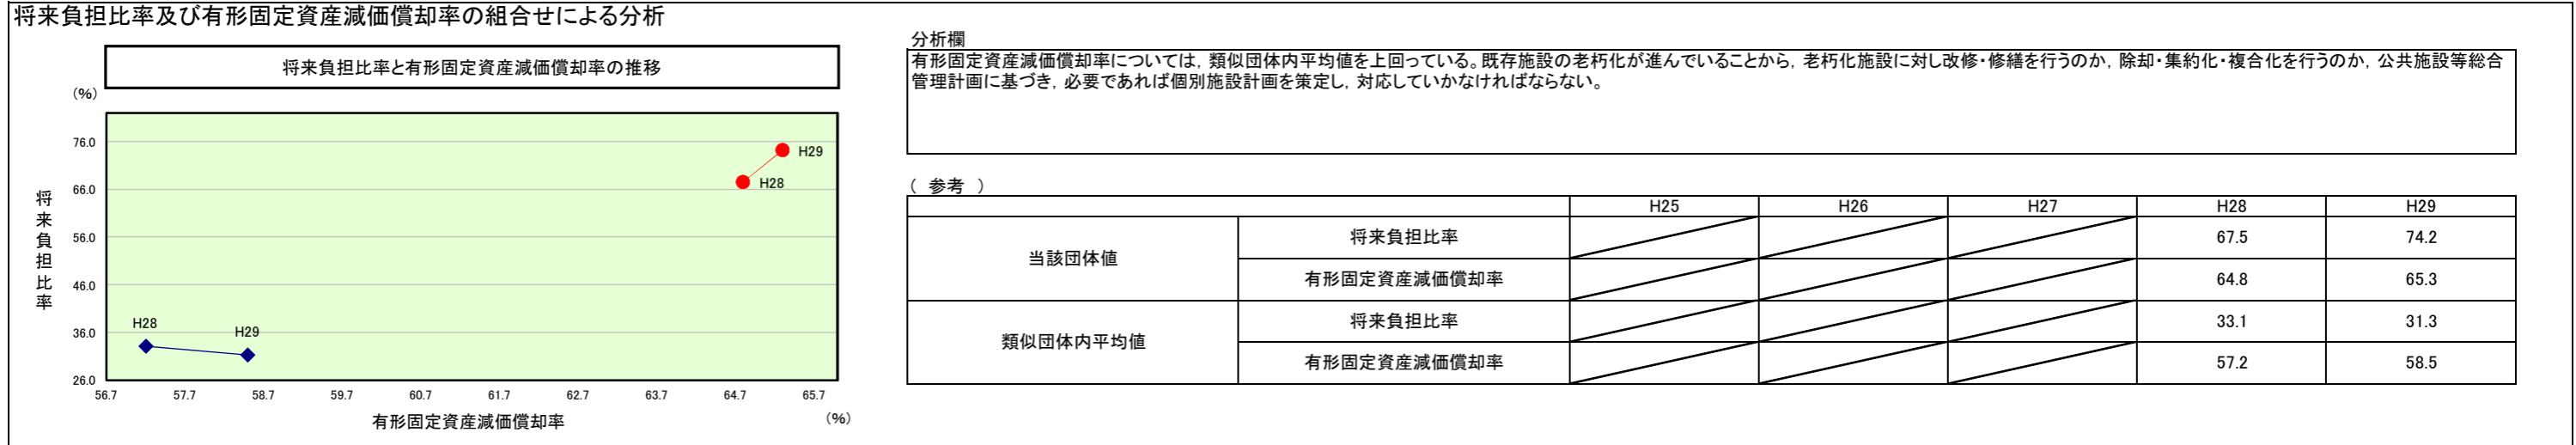 将来負担比率及び有形固定資産減価償却率の組合せによる分析
将来負担比率と有形固定資産減価償却率の推移
(%)
76.0
66.0
56.0
46.0
36.0
26.0
将来負担比率
H29
H28
H28
H29
56.7 57.7 58.7 59.7 60.7 61.7 62.7 63.7 64.7 65.7
有形固定資産減価償却率
(%)
分析欄
有形固定資産減価償却率については，類似団体内平均値を上回っている。既存施設の老朽化が進んでいることから，老朽化施設に対し改修・修繕を行うのか，除却・集約化・複合化を行うのか，公共施設等総合
管理計画に基づき，必要であれば個別施設計画を策定し，対応していかなければならない。
（ 参考 ）
H25 H26 H27 H28 H29
当該団体値
将来負担比率 67.5 74.2
有形固定資産減価償却率 64.8 65.3
類似団体内平均値
将来負担比率 33.1 31.3
有形固定資産減価償却率 57.2 58.5